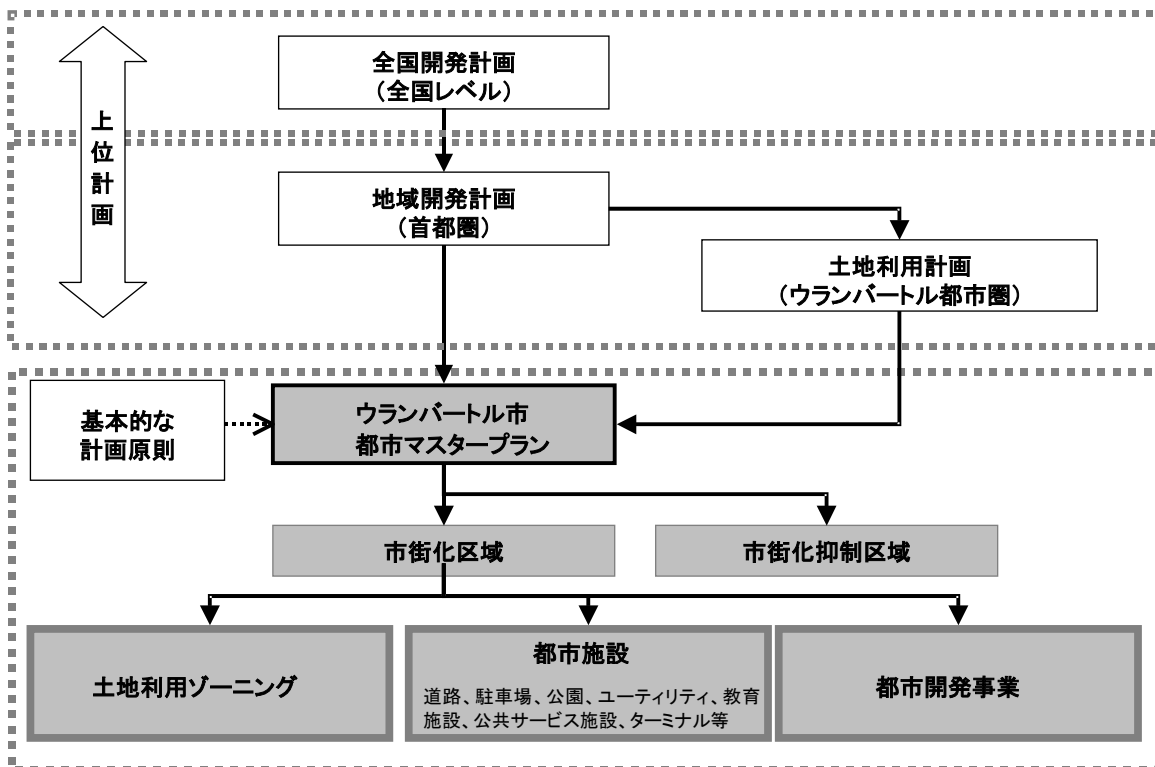 全国開発計画
（全国レベル）
上位計画
地域開発計画
（首都圏）
土地利用計画
（ウランバートル都市圏）
基本的な
計画原則
ウランバートル市
都市マスタープラン
市街化区域
市街化抑制区域
土地利用ゾーニング
都市施設
道路、駐車場、公園、ユーティリティ、教育
施設、公共サービス施設、ターミナル等
都市開発事業